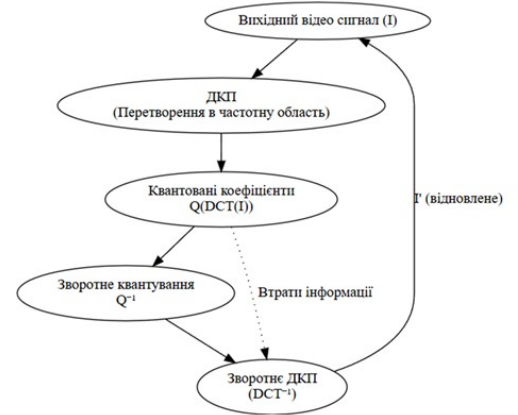 Вихідний відео сигнал (I)
ДКП
(Перетворення в частотну область)
Квантовані коефіцієнти
Q(DCT(I))
I' (відновлене)
Зворотне квантування
Q⁻¹
Втрати інформації
Зворотнє ДКП
(DCT⁻¹)